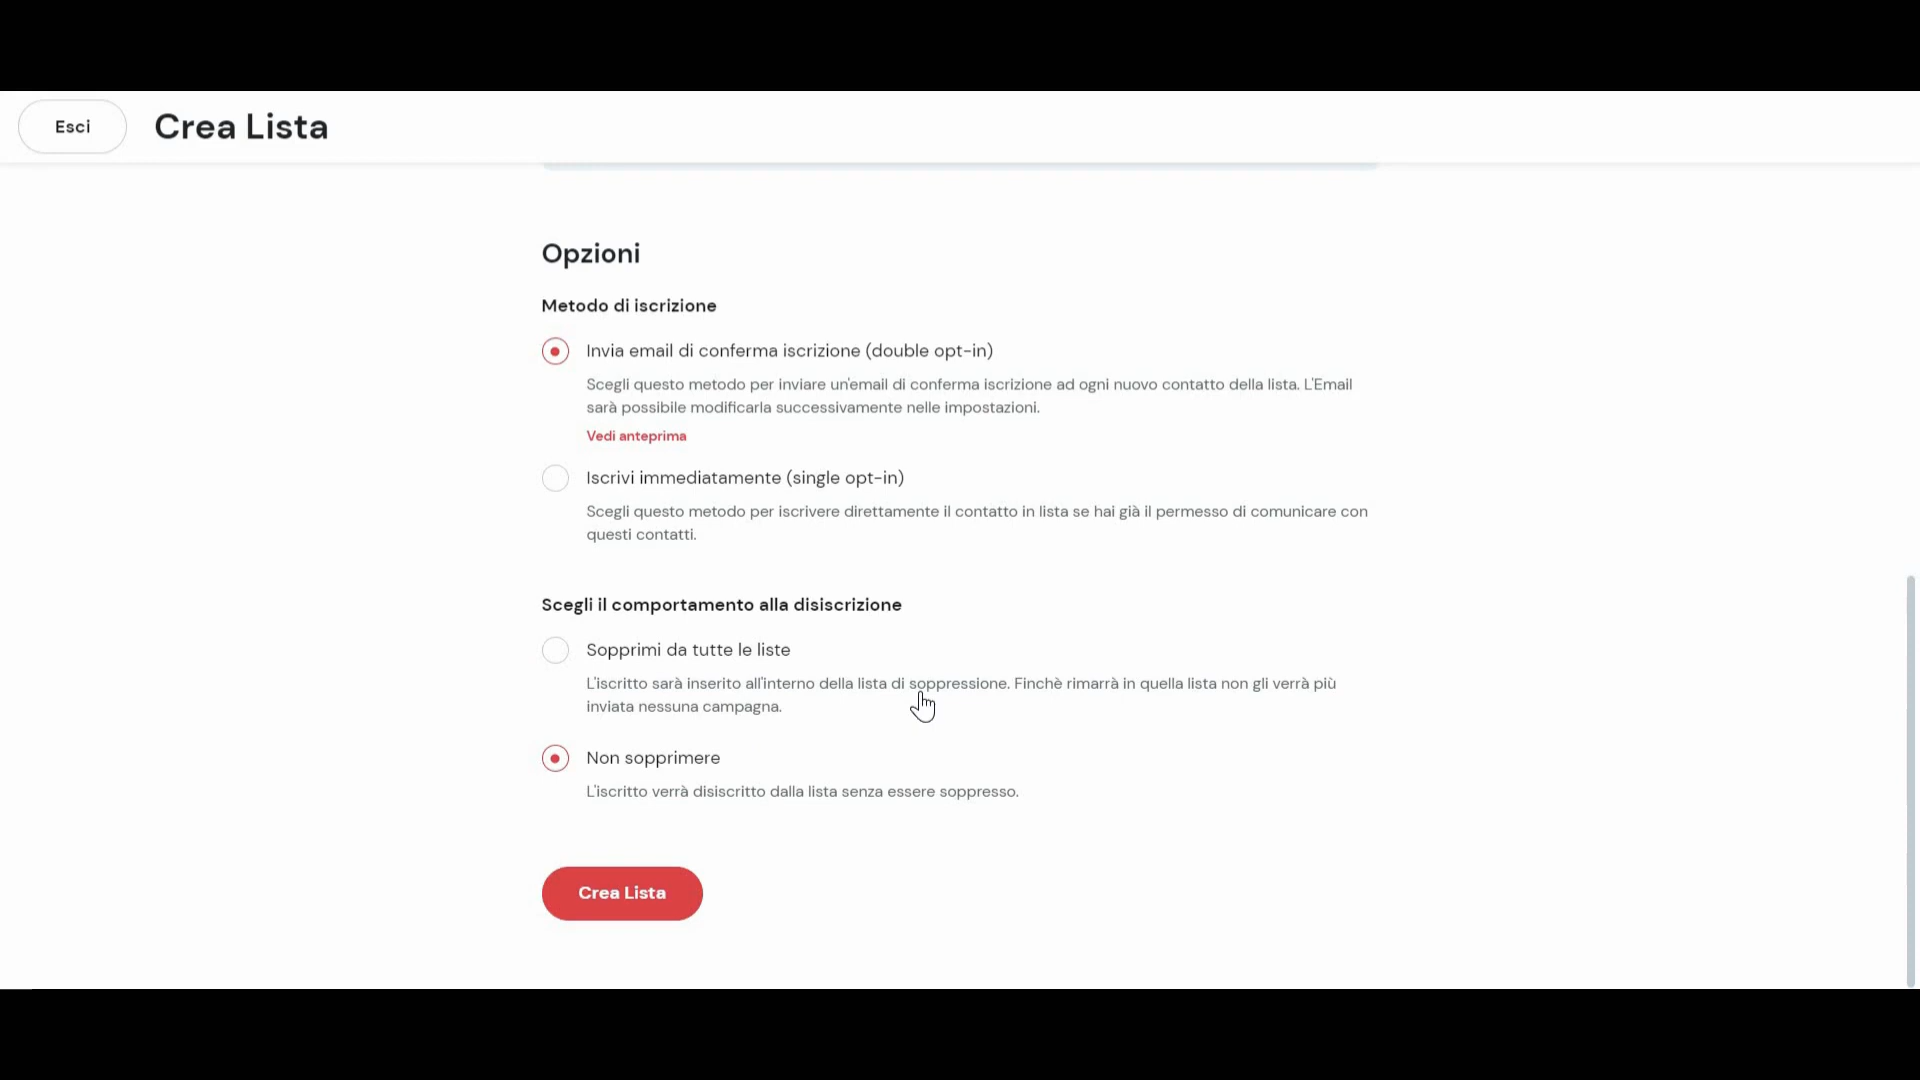 Esci
Crea Lista
Opzioni
Metodo di iscrizione
Invia email di conferma iscrizione (double opt-in)
Scegli questo metodo per inviare un'email di conferma iscrizione ad ogni nuovo contatto della lista. L'Email
sarà possibile modificarla successivamente nelle impostazioni.
Vedi anteprima
Iscrivi immediatamente (single opt-in)
Scegli questo metodo per iscrivere direttamente il contatto in lista se hai già il permesso di comunicare con
questi contatti.
Scegli il comportamento alla disiscrizione
Sopprimi da tutte le liste
L'iscritto sarà inserito all'interno della lista di soppressione. Finchè rimarrà in quella lista non gli verrà più
inviata nessuna campagna.
Non sopprimere
L'iscritto verrà disiscritto dalla lista senza essere soppresso.
Crea Lista